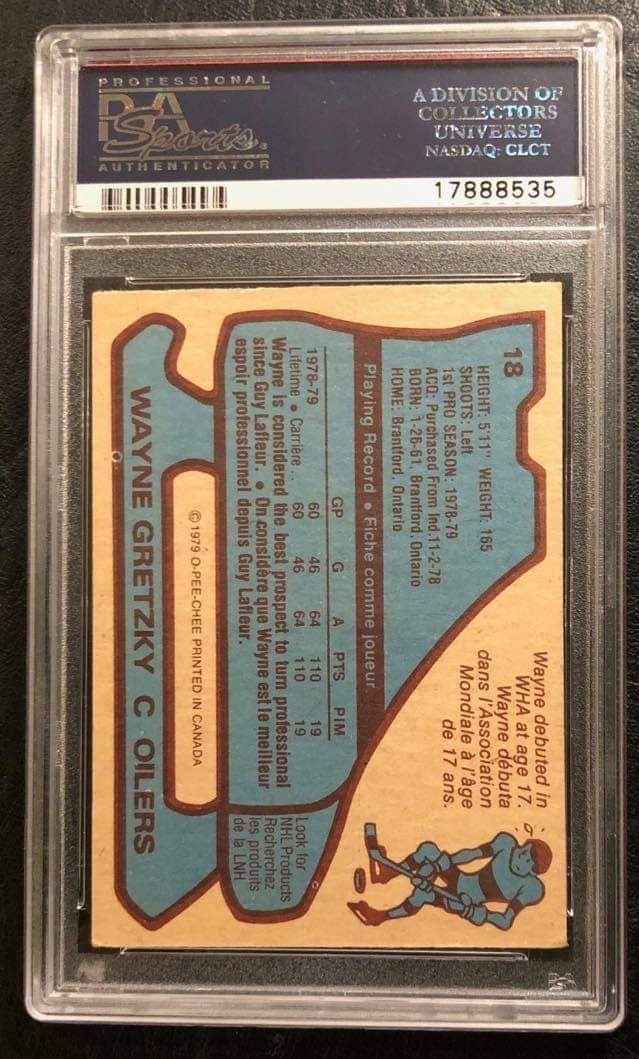 PROFESSIONAL
PSA
Sports®
AUTHENTICATOR
A DIVISION OF
COLLECTORS
UNIVERSE
NASDAQ: CLCT
17888535
18
HEIGHT: 5'11" WEIGHT: 165
SHOOTS: Left
1st PRO SEASON: 1978-79
ACQ: Purchased From Ind.11-2-78
BORN: 1-26-61, Brantford, Ontario
HOME: Brantford, Ontario
Wayne debuted in
WHA at age 17.
Wayne débuta
dans l'Association
Mondiale à l'âge
de 17 ans.
Playing Record • Fiche comme joueur
GP G A PTS PIM
1978-79 60 46 64 110 19
Lifetime • Carrière .. 60 46 64 110 19
Wayne is considered the best prospect to turn professional
since Guy Lafleur. • On considère que Wayne est le meilleur
espoir professionnel depuis Guy Lafleur.
Look for
NHL Products
Recherchez
les produits
de la LNH
© 1979 O-PEE-CHEE PRINTED IN CANADA
WAYNE GRETZKY C OILERS